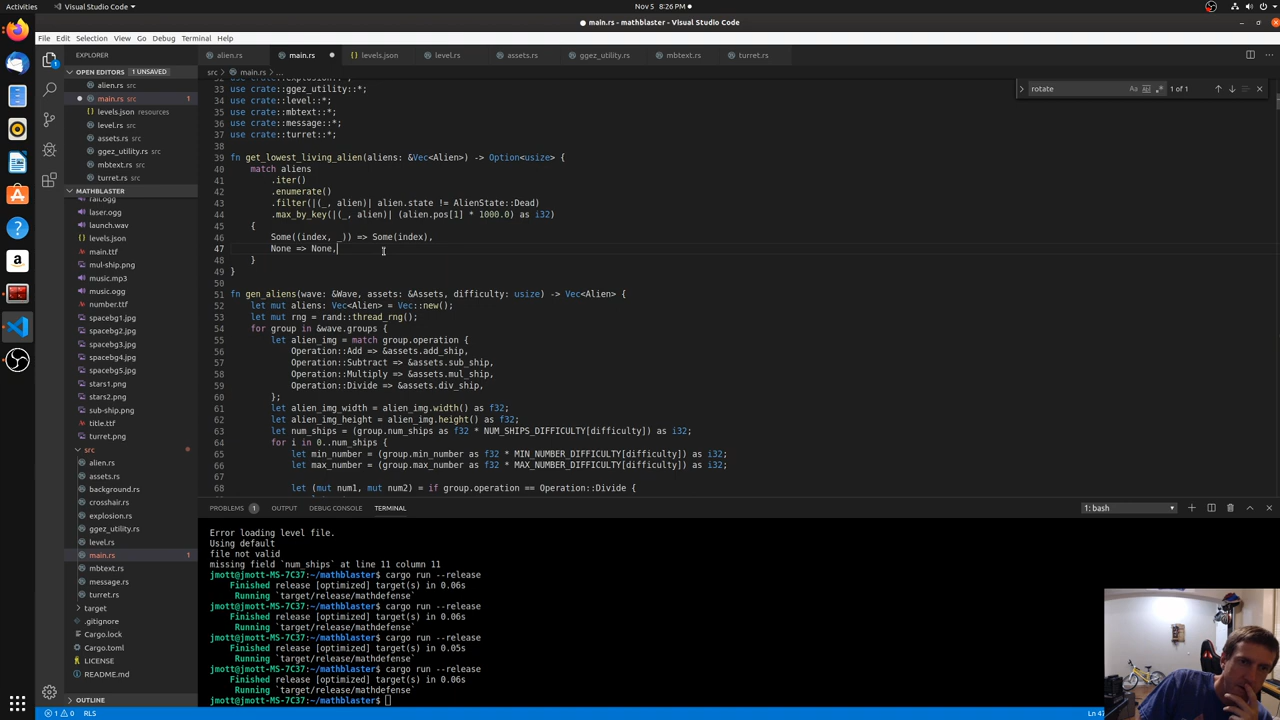 Activities
Visual Studio Code
Nov 5 8:26 PM
main.rs - mathblaster - Visual Studio Code
File Edit Selection View Go Debug Terminal Help
EXPLORER
OPEN EDITORS 1 UNSAVED
alien.rs src
main.rs src 1
levels.json resources
level.rs src
assets.rs src
ggez_utility.rs src
mbtext.rs src
turret.rs src
MATHBLASTER
rail.ogg
laser.ogg
launch.wav
levels.json
main.ttf
mul-ship.png
music.mp3
music.ogg
number.ttf
spacebg1.jpg
spacebg2.jpg
spacebg3.jpg
spacebg4.jpg
spacebg5.jpg
stars1.png
stars2.png
sub-ship.png
title.ttf
turret.png
src
alien.rs
assets.rs
background.rs
crosshair.rs
explosion.rs
ggez_utility.rs
level.rs
main.rs 1
mbtext.rs
message.rs
turret.rs
target
.gitignore
Cargo.lock
Cargo.toml
LICENSE
README.md
OUTLINE
alien.rs main.rs levels.json level.rs assets.rs ggez_utility.rs mbtext.rs turret.rs
src main.rs ...
rotate Aa 1 of 1
32 use crate::explosion::*;
33 use crate::ggez_utility::*;
34 use crate::level::*;
35 use crate::mbtext::*;
36 use crate::message::*;
37 use crate::turret::*;
38
39 fn get_lowest_living_alien(aliens: &Vec<Alien>) -> Option<usize> {
40 match aliens
41 .iter()
42 .enumerate()
43 .filter(|(_, alien)| alien.state != AlienState::Dead)
44 .max_by_key(|(_, alien)| (alien.pos[1] * 1000.0) as i32)
45 {
46 Some((index, _)) => Some(index),
47 None => None,
48 }
49 }
50
51 fn gen_aliens(wave: &Wave, assets: &Assets, difficulty: usize) -> Vec<Alien> {
52 let mut aliens: Vec<Alien> = Vec::new();
53 let mut rng = rand::thread_rng();
54 for group in &wave.groups {
55 let alien_img = match group.operation {
56 Operation::Add => &assets.add_ship,
57 Operation::Subtract => &assets.sub_ship,
58 Operation::Multiply => &assets.mul_ship,
59 Operation::Divide => &assets.div_ship,
60 };
61 let alien_img_width = alien_img.width() as f32;
62 let alien_img_height = alien_img.height() as f32;
63 let num_ships = (group.num_ships as f32 * NUM_SHIPS_DIFFICULTY[difficulty]) as i32;
64 for i in 0..num_ships {
65 let min_number = (group.min_number as f32 * MIN_NUMBER_DIFFICULTY[difficulty]) as i32;
66 let max_number = (group.max_number as f32 * MAX_NUMBER_DIFFICULTY[difficulty]) as i32;
67
68 let (mut num1, mut num2) = if group.operation == Operation::Divide {
PROBLEMS 1 OUTPUT DEBUG CONSOLE TERMINAL 1: bash
Error loading level file.
Using default
file not valid
missing field `num_ships` at line 11 column 11
jmott@jmott-MS-7C37:~/mathblaster$ cargo run --release
Finished release [optimized] target(s) in 0.06s
Running `target/release/mathdefense`
jmott@jmott-MS-7C37:~/mathblaster$ cargo run --release
Finished release [optimized] target(s) in 0.06s
Running `target/release/mathdefense`
jmott@jmott-MS-7C37:~/mathblaster$ cargo run --release
Finished release [optimized] target(s) in 0.05s
Running `target/release/mathdefense`
jmott@jmott-MS-7C37:~/mathblaster$ cargo run --release
Finished release [optimized] target(s) in 0.06s
Running `target/release/mathdefense`
jmott@jmott-MS-7C37:~/mathblaster$
1 0 RLS
Ln 47